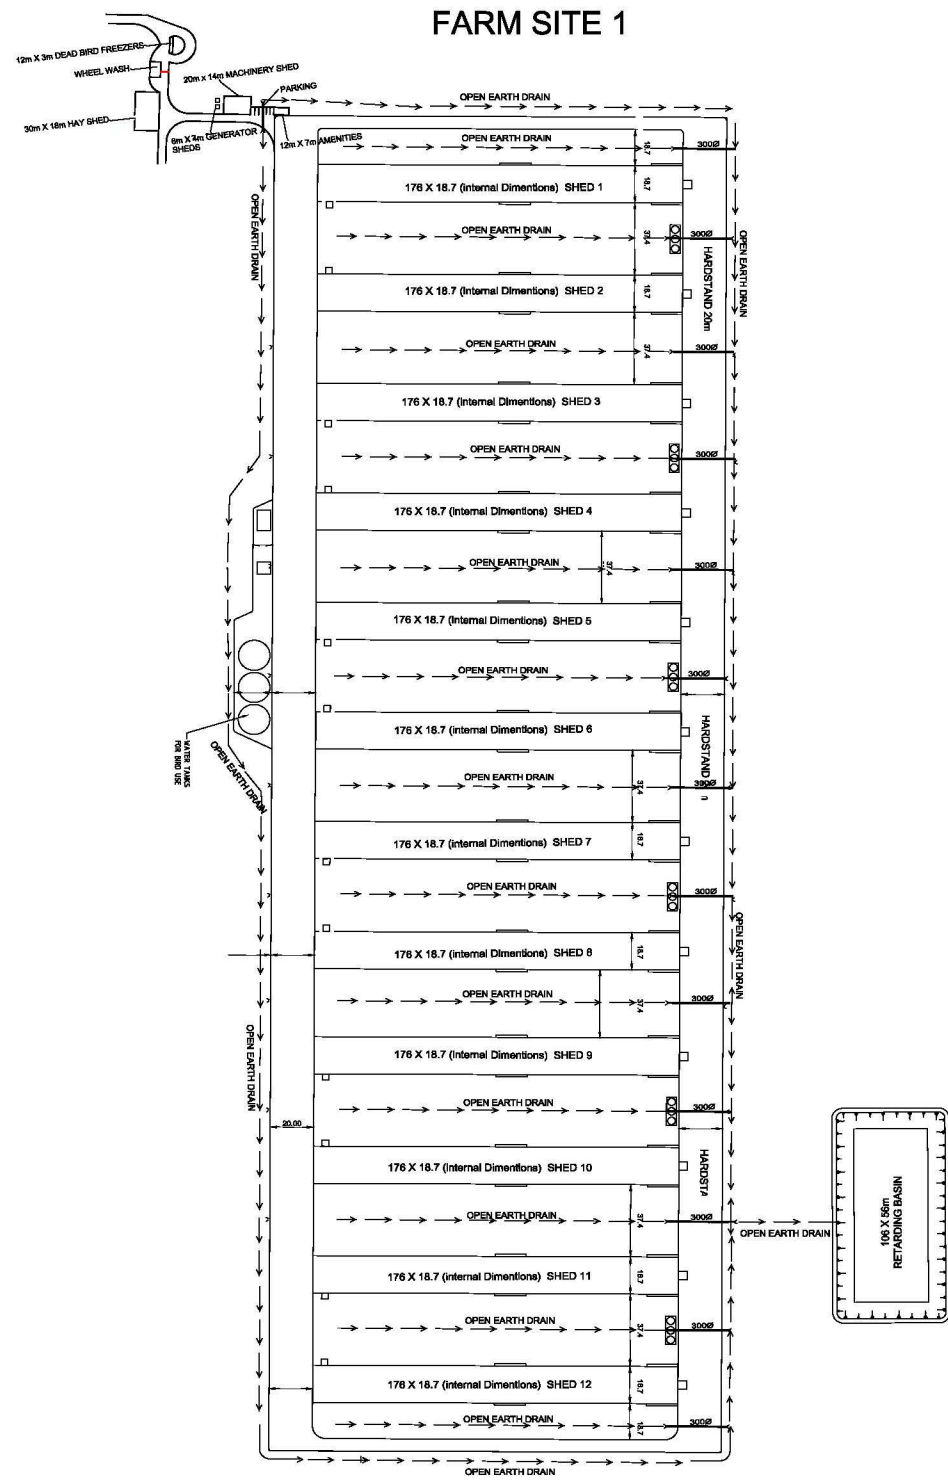 FARM SITE 1
12m X 3m DEAD BIRD FREEZERS
WHEEL WASH
20m x 14m MACHINERY SHED
PARKING
30m X 18m HAY SHED
6m X 4m GENERATOR
SHEDS
12m X 7m AMENITIES
OPEN EARTH DRAIN
OPEN EARTH DRAIN
18.7
300Ø
176 X 18.7 (Internal Dimentions) SHED 1
18.7
OPEN EARTH DRAIN
OPEN EARTH DRAIN
37.4
300Ø
OPEN EARTH DRAIN
HARDSTAND 20m
176 X 18.7 (Internal Dimentions) SHED 2
18.7
OPEN EARTH DRAIN
37.4
300Ø
176 X 18.7 (Internal Dimentions) SHED 3
OPEN EARTH DRAIN
300Ø
176 X 18.7 (Internal Dimentions) SHED 4
OPEN EARTH DRAIN
37.4
300Ø
176 X 18.7 (Internal Dimentions) SHED 5
OPEN EARTH DRAIN
300Ø
176 X 18.7 (Internal Dimentions) SHED 6
HARDSTAND
WATER TANKS
FOR BIRD USE
OPEN EARTH DRAIN
OPEN EARTH DRAIN
37.4
300Ø
176 X 18.7 (Internal Dimentions) SHED 7
18.7
OPEN EARTH DRAIN
300Ø
OPEN EARTH DRAIN
176 X 18.7 (Internal Dimentions) SHED 8
18.7
OPEN EARTH DRAIN
37.4
300Ø
OPEN EARTH DRAIN
176 X 18.7 (Internal Dimentions) SHED 9
OPEN EARTH DRAIN
300Ø
20.00
176 X 18.7 (Internal Dimentions) SHED 10
HARDSTA
OPEN EARTH DRAIN
37.4
300Ø
OPEN EARTH DRAIN
106 X 56m
RETARDING BASIN
176 X 18.7 (Internal Dimentions) SHED 11
18.7
OPEN EARTH DRAIN
37.4
300Ø
176 X 18.7 (Internal Dimentions) SHED 12
18.7
OPEN EARTH DRAIN
18.7
300Ø
OPEN EARTH DRAIN